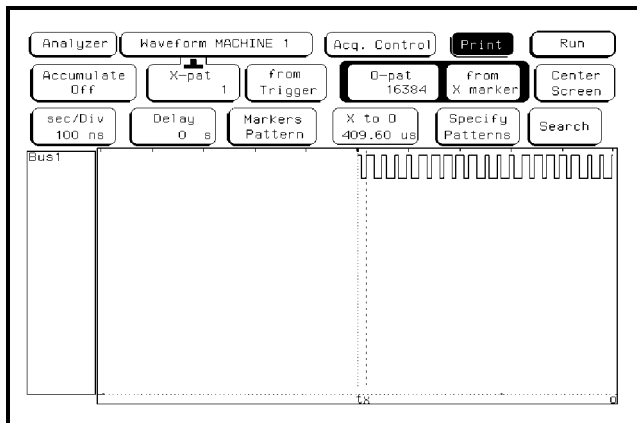 Analyzer Waveform MACHINE 1 Acq. Control Print Run
Accumulate Off X-pat 1 from Trigger O-pat 16384 from X marker Center Screen
sec/Div 100 ns Delay 0 s Markers Pattern X to O 409.60 us Specify Patterns Search
Bus1
tx o